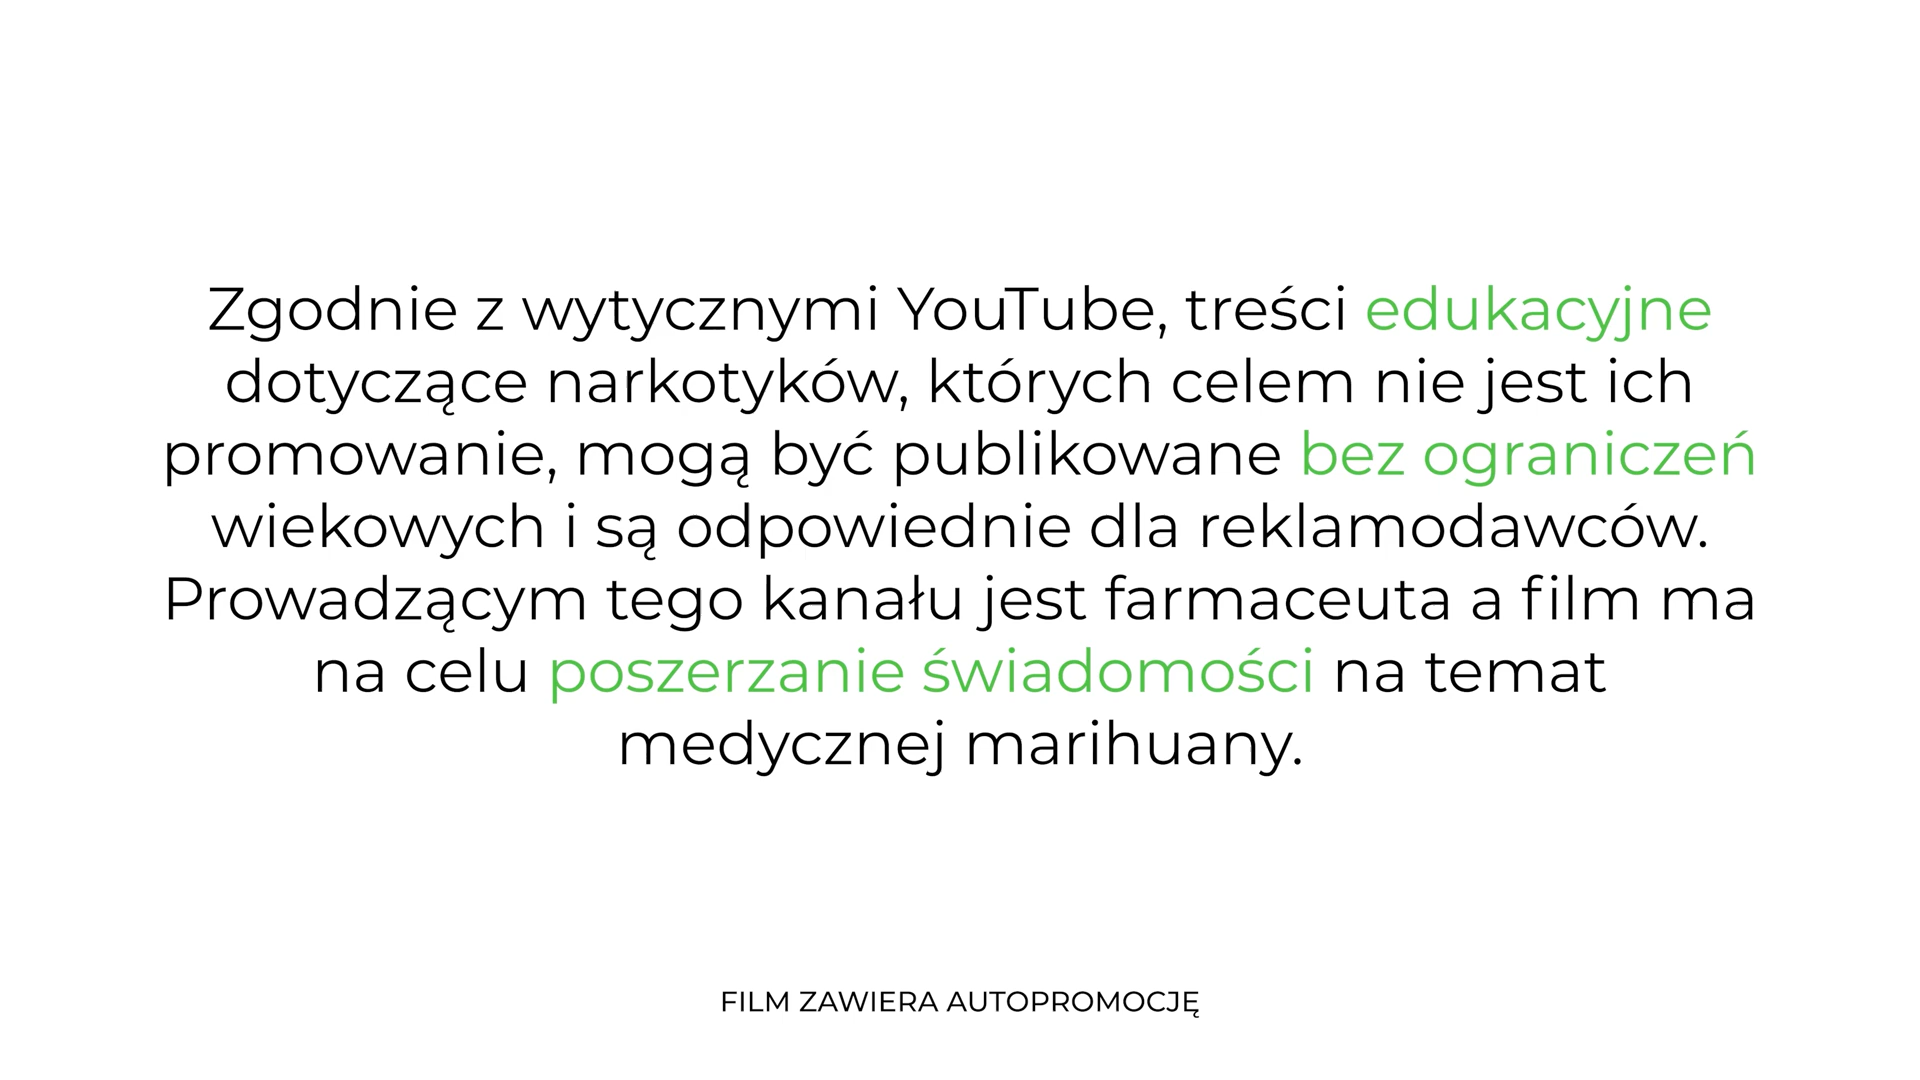 Zgodnie z wytycznymi YouTube, treści edukacyjne
dotyczące narkotyków, których celem nie jest ich
promowanie, mogą być publikowane bez ograniczeń
wiekowych i są odpowiednie dla reklamodawców.
Prowadzącym tego kanału jest farmaceuta a film ma
na celu poszerzanie świadomości na temat
medycznej marihuany.
FILM ZAWIERA AUTOPROMOCJĘ